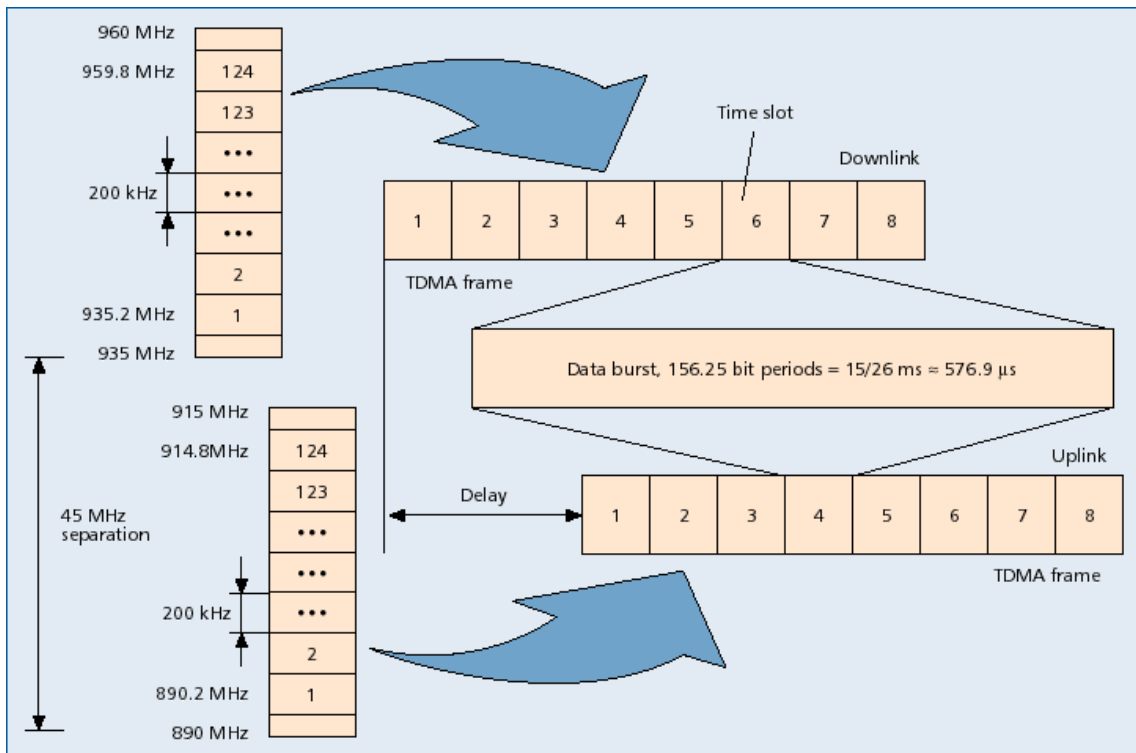 960 MHz
959.8 MHz
124
123
•••
200 kHz
•••
•••
2
935.2 MHz
1
935 MHz
Time slot
Downlink
1 2 3 4 5 6 7 8
TDMA frame
Data burst, 156.25 bit periods = 15/26 ms ≈ 576.9 µs
45 MHz
separation
915 MHz
914.8MHz
124
123
•••
•••
200 kHz
•••
2
890.2 MHz
1
890 MHz
Delay
Uplink
1 2 3 4 5 6 7 8
TDMA frame